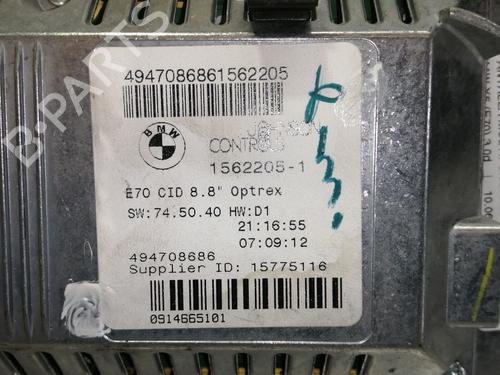 4947086861562205
BMW
JOHNSON
CONTROLS
1562205-1
E70 CID 8.8" Optrex
SW:74.50.40 HW:D1
21:16:55
07:09:12
494708686
Supplier ID: 15775116
0914665101
B-Parts